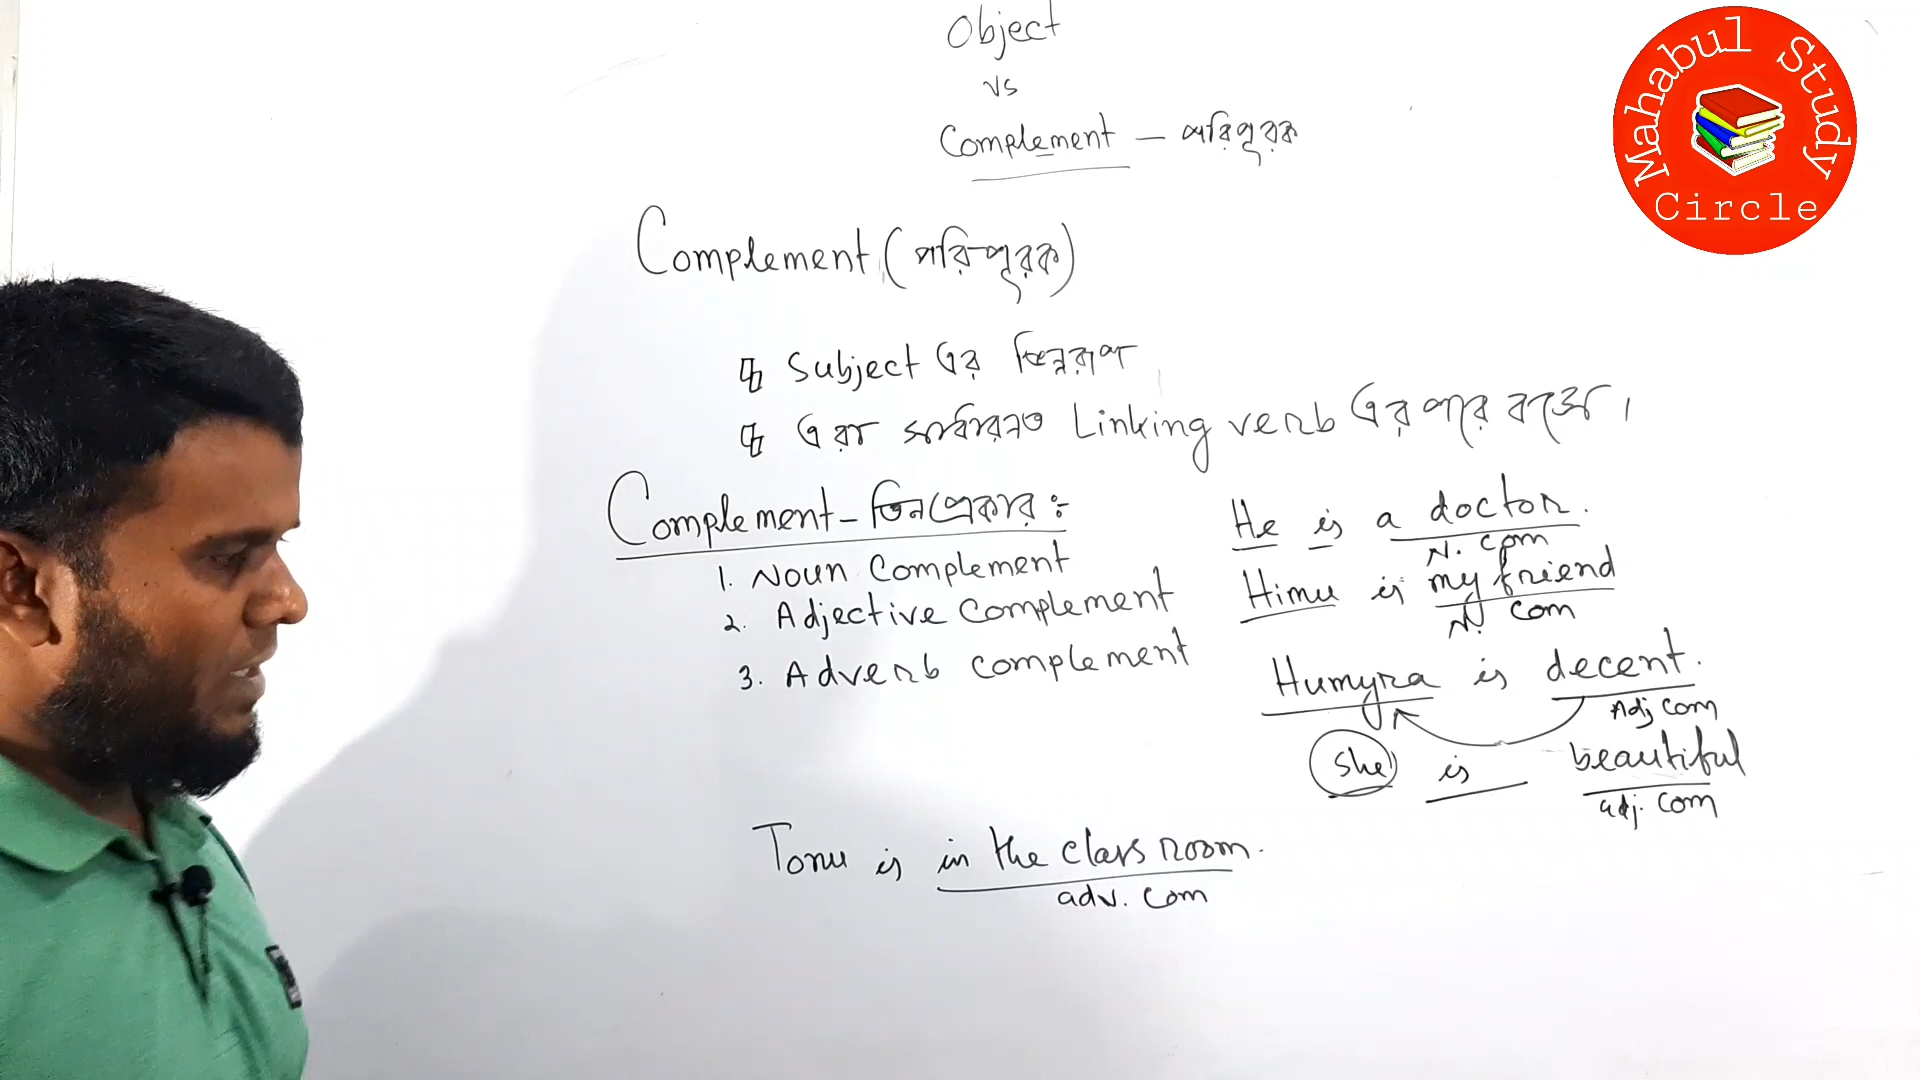 Object
vs
Complement – পরিপূরক
Mahabul Study Circle
Complement (পরিপূরক)
Subject এর ভিন্নরূপ
এরা সাধারনত Linking verb এর পরে বসে।
Complement – তিন প্রকার ঃ
1. Noun Complement
2. Adjective Complement
3. Adverb complement
He is a doctor.
N. com
Himu is my friend
N. com
Humyra is decent.
Adj com
She is beautiful
adj. com
Tonu is in the class room.
adv. com